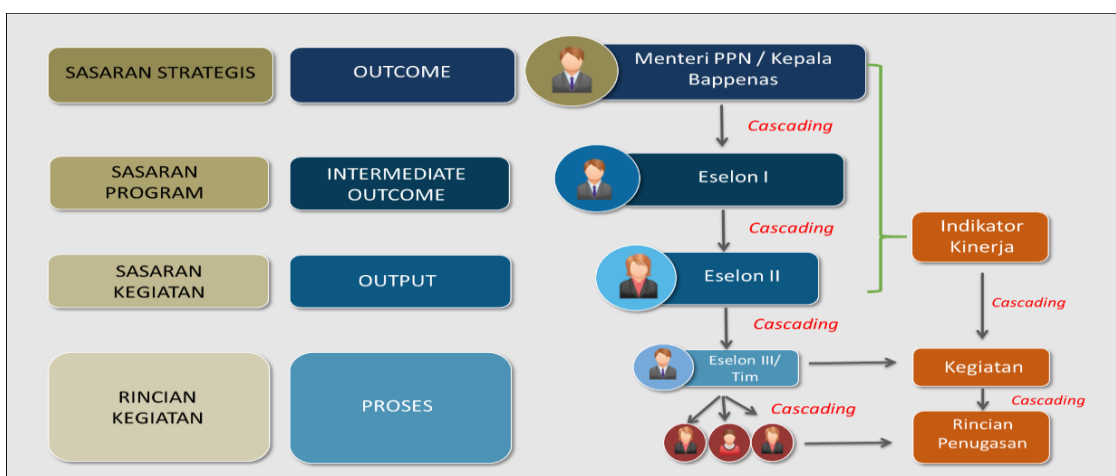 SASARAN STRATEGIS
OUTCOME
Menteri PPN / Kepala
Bappenas
Cascading
SASARAN
PROGRAM
INTERMEDIATE
OUTCOME
Eselon I
Cascading
Indikator
Kinerja
SASARAN
KEGIATAN
OUTPUT
Eselon II
Cascading
Cascading
RINCIAN
KEGIATAN
PROSES
Eselon III/
Tim
Kegiatan
Cascading
Cascading
Rincian
Penugasan